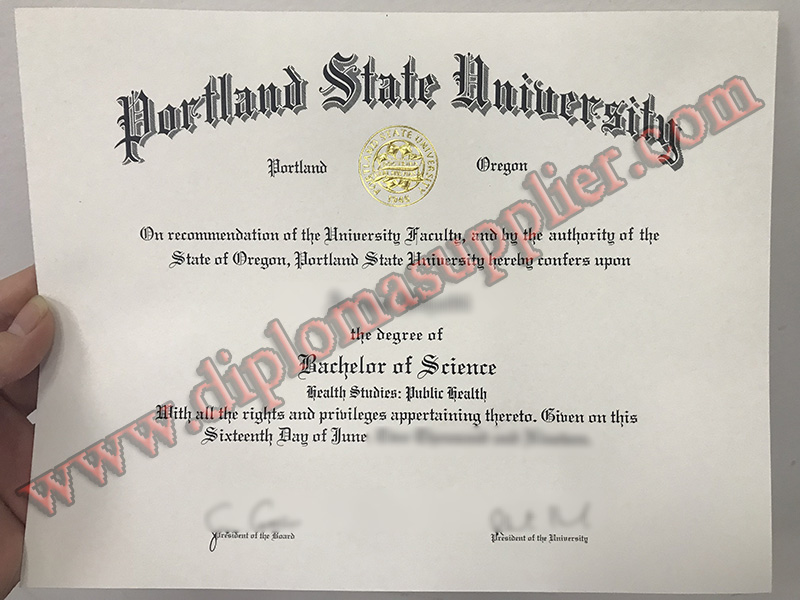 Portland State University
Portland Oregon
On recommendation of the University Faculty, and by the authority of the
State of Oregon, Portland State University hereby confers upon
the degree of
Bachelor of Science
Health Studies: Public Health
With all the rights and privileges appertaining thereto. Given on this
Sixteenth Day of June
President of the Board President of the University
www.diplomasupplier.com